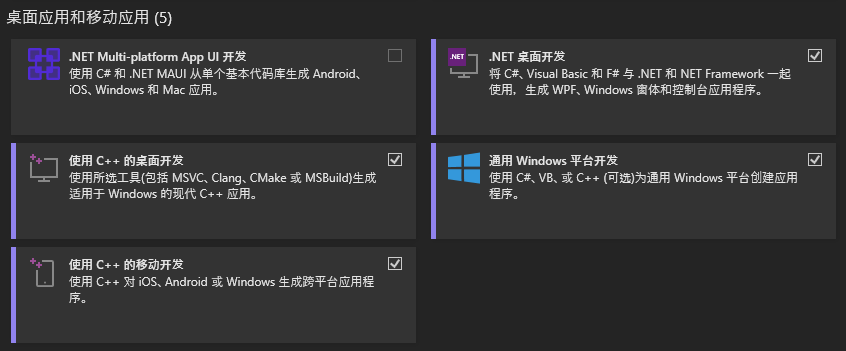 桌面应用和移动应用 (5)
.NET Multi-platform App UI 开发
使用 C# 和 .NET MAUI 从单个基本代码库生成 Android、
iOS、Windows 和 Mac 应用。
.NET
.NET 桌面开发
将 C#、Visual Basic 和 F# 与 .NET 和 NET Framework 一起
使用，生成 WPF、Windows 窗体和控制台应用程序。
使用 C++ 的桌面开发
使用所选工具(包括 MSVC、Clang、CMake 或 MSBuild)生成
适用于 Windows 的现代 C++ 应用。
通用 Windows 平台开发
使用 C#、VB、或 C++ (可选)为通用 Windows 平台创建应用
程序。
使用 C++ 的移动开发
使用 C++ 对 iOS、Android 或 Windows 生成跨平台应用程
序。